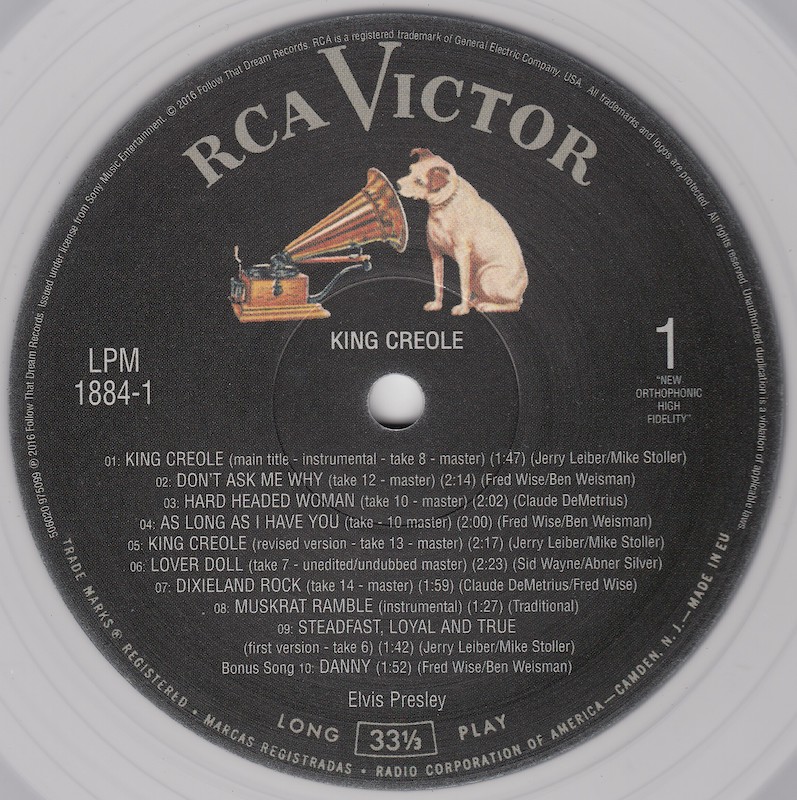 506020 975099 ℗ 2016 Follow That Dream Records. Issued under license from Sony Music Entertainment. © 2016 Follow That Dream Records. RCA is a registered trademark of General Electric Company, USA. All trademarks and logos are protected. All rights reserved. Unauthorized duplication is a violation of applicable laws.
RCA VICTOR
KING CREOLE
LPM
1884-1
1
"NEW
ORTHOPHONIC
HIGH
FIDELITY"
01: KING CREOLE (main title - instrumental - take 8 - master) (1:47) (Jerry Leiber/Mike Stoller)
02: DON'T ASK ME WHY (take 12 - master) (2:14) (Fred Wise/Ben Weisman)
03: HARD HEADED WOMAN (take 10 - master) (2:02) (Claude DeMetrius)
04: AS LONG AS I HAVE YOU (take - 10 master) (2:00) (Fred Wise/Ben Weisman)
05: KING CREOLE (revised version - take 13 - master) (2:17) (Jerry Leiber/Mike Stoller)
06: LOVER DOLL (take 7 - unedited/undubbed master) (2:23) (Sid Wayne/Abner Silver)
07: DIXIELAND ROCK (take 14 - master) (1:59) (Claude DeMetrius/Fred Wise)
08: MUSKRAT RAMBLE (instrumental) (1:27) (Traditional)
09: STEADFAST, LOYAL AND TRUE
(first version - take 6) (1:42) (Jerry Leiber/Mike Stoller)
Bonus Song 10: DANNY (1:52) (Fred Wise/Ben Weisman)
Elvis Presley
LONG 33⅓ PLAY
TRADE MARKS ® REGISTERED • MARCAS REGISTRADAS • RADIO CORPORATION OF AMERICA—CAMDEN, N. J.—MADE IN EU